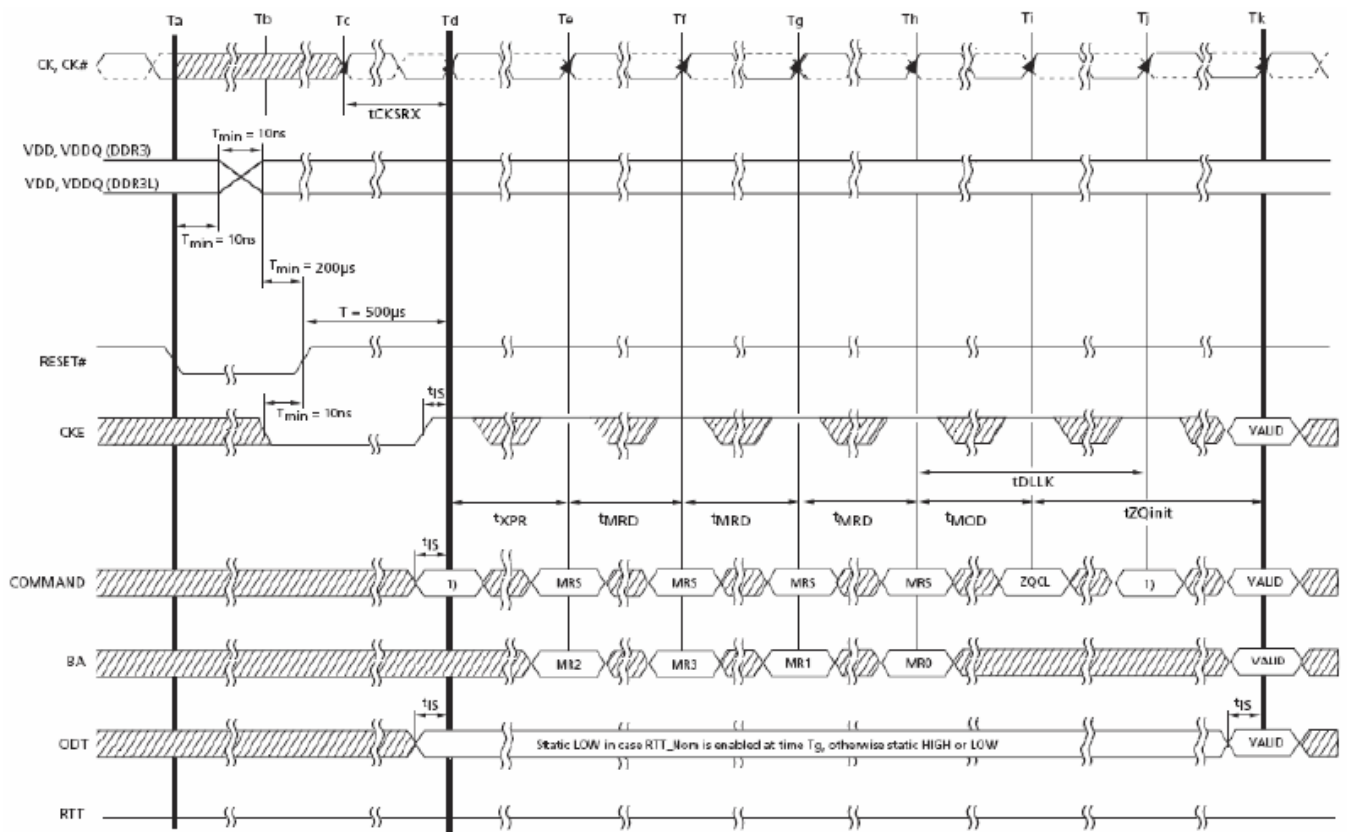 Ta Tb Tc Td Te Tf Tg Th Ti Tj Tk
CK, CK#
tCKSRX
Tmin = 10ns
VDD, VDDQ (DDR3)
VDD, VDDQ (DDR3L)
Tmin = 10ns
Tmin = 200µs
T = 500µs
RESET#
tIS
Tmin = 10ns
CKE
VALID
tDLLK
tXPR tMRD tMRD tMRD tMOD tZQinit
tIS
COMMAND 1) MRS MRS MRS MRS ZQCL 1) VALID
BA MR2 MR3 MR1 MR0 VALID
tIS tIS
ODT Static LOW in case RTT_Nom is enabled at time Tg, otherwise static HIGH or LOW VALID
RTT